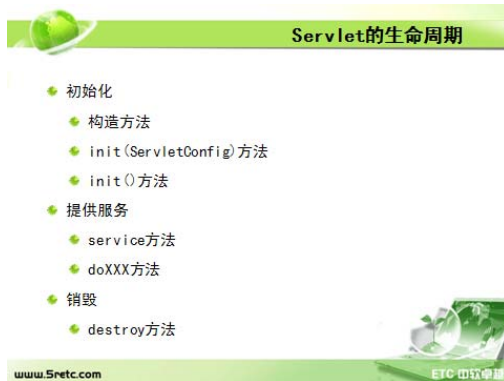 Servlet的生命周期
初始化
构造方法
init(ServletConfig)方法
init()方法
提供服务
service方法
doXXX方法
销毁
destroy方法
www.5retc.com
ETC 中软卓越